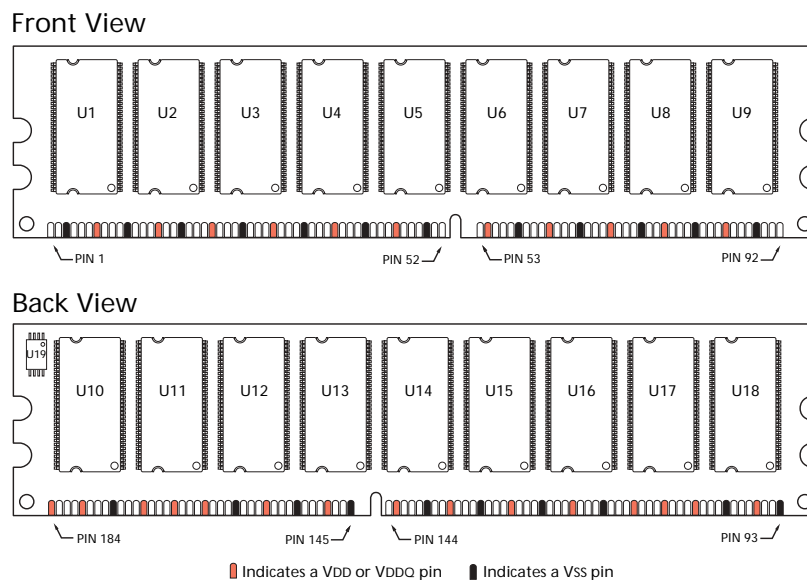 Front View
U1 U2 U3 U4 U5 U6 U7 U8 U9
PIN 1 PIN 52 PIN 53 PIN 92
Back View
U19
U10 U11 U12 U13 U14 U15 U16 U17 U18
PIN 184 PIN 145 PIN 144 PIN 93
Indicates a VDD or VDDQ pin Indicates a VSS pin